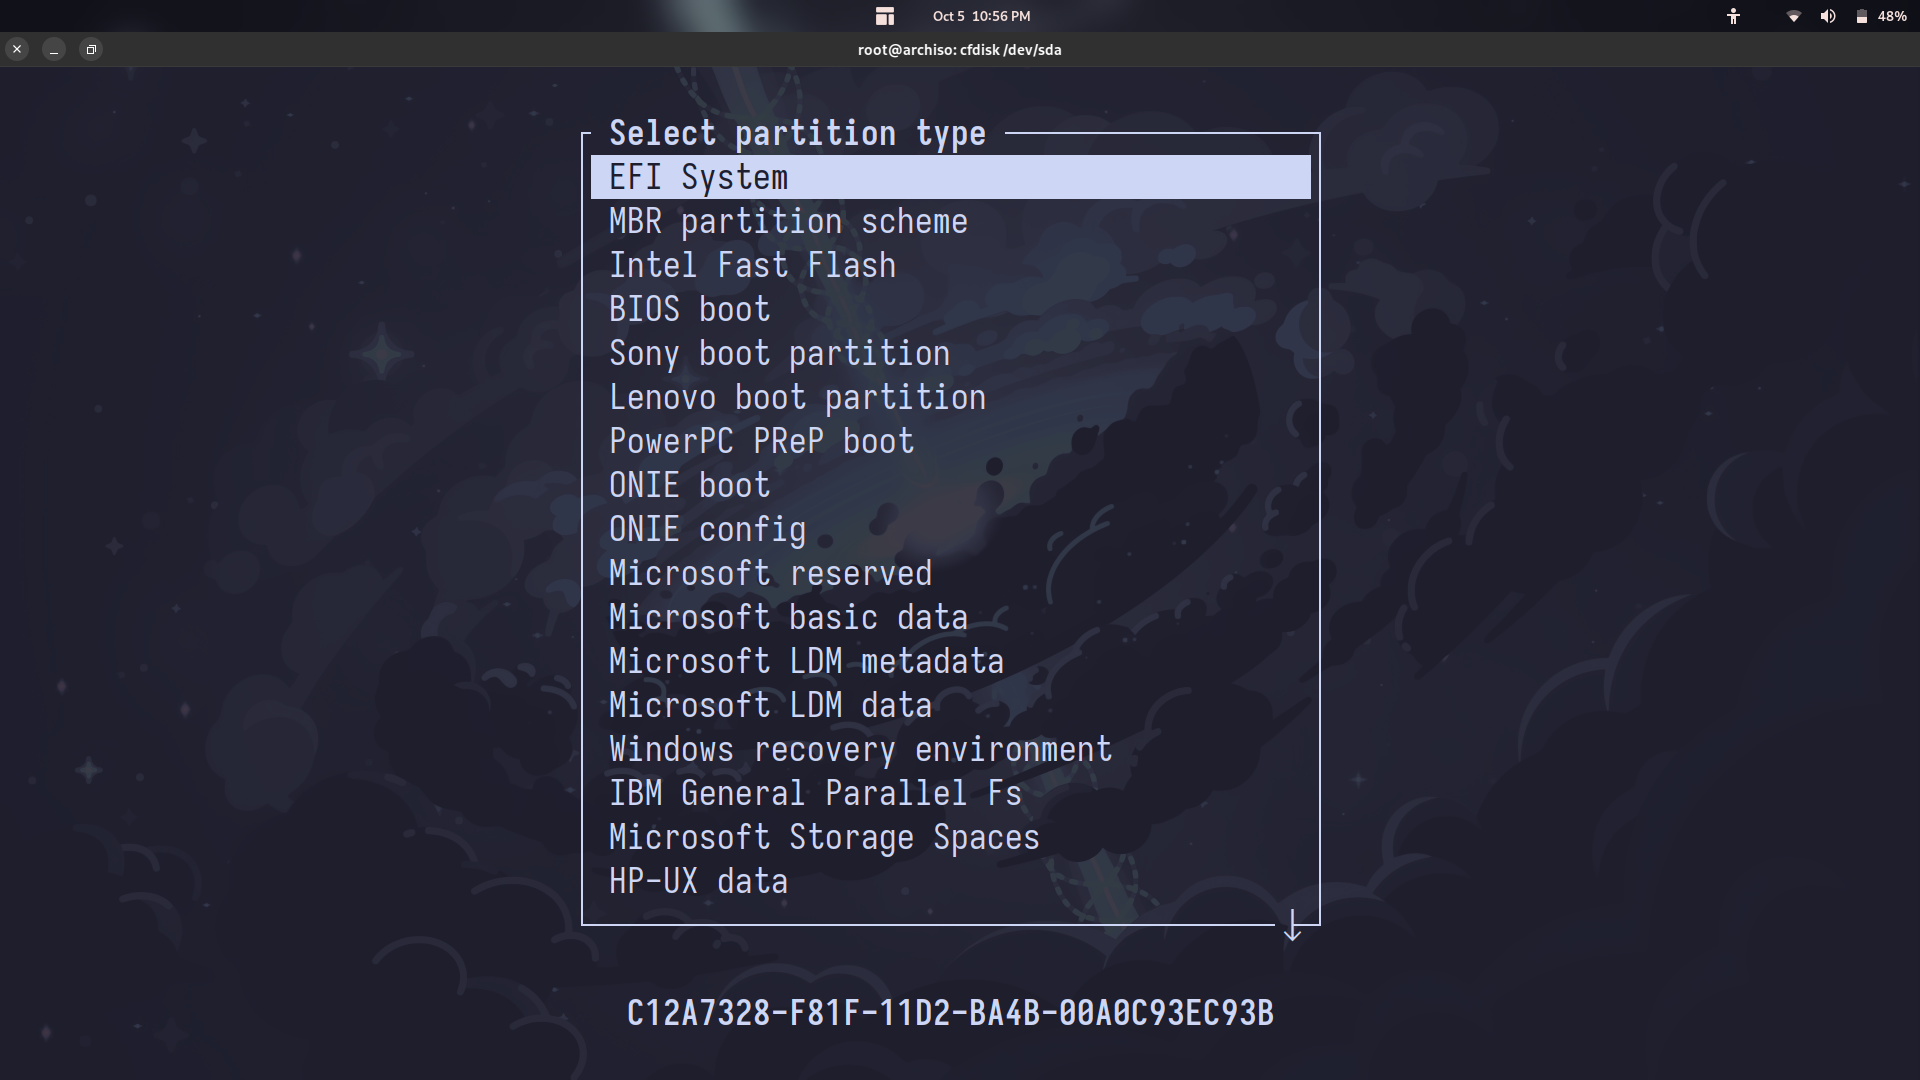 Oct 5 10:56 PM
48%
root@archiso: cfdisk /dev/sda
Select partition type
EFI System
MBR partition scheme
Intel Fast Flash
BIOS boot
Sony boot partition
Lenovo boot partition
PowerPC PReP boot
ONIE boot
ONIE config
Microsoft reserved
Microsoft basic data
Microsoft LDM metadata
Microsoft LDM data
Windows recovery environment
IBM General Parallel Fs
Microsoft Storage Spaces
HP-UX data
C12A7328-F81F-11D2-BA4B-00A0C93EC93B